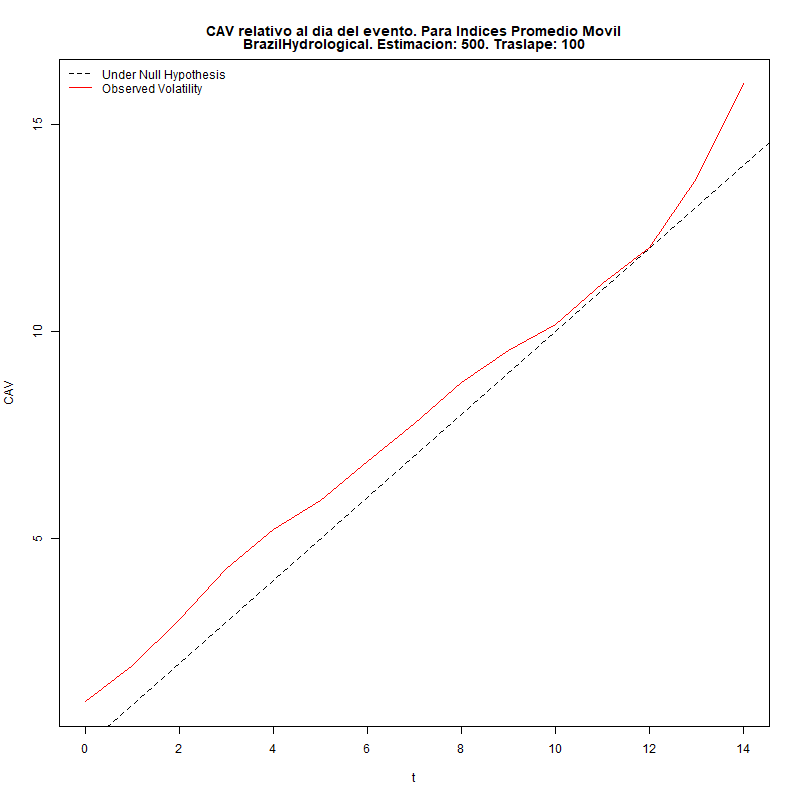 CAV relativo al dia del evento. Para Indices Promedio Movil
BrazilHydrological. Estimacion: 500. Traslape: 100
Under Null Hypothesis
Observed Volatility
15
10
5
CAV
0 2 4 6 8 10 12 14
t